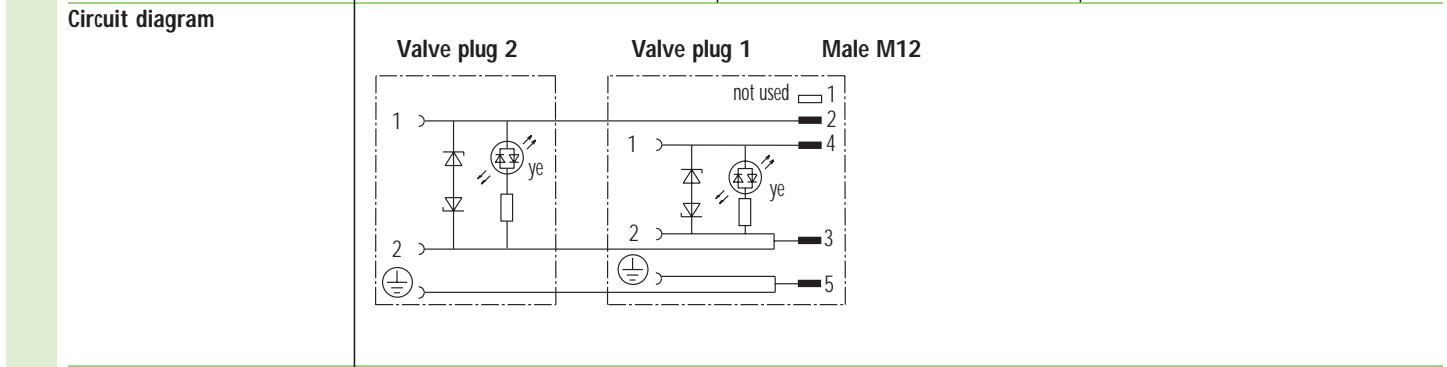 Circuit diagram
Valve plug 2 Valve plug 1 Male M12
not used 1
1 2
1 4
ye
ye
2 3
2
5